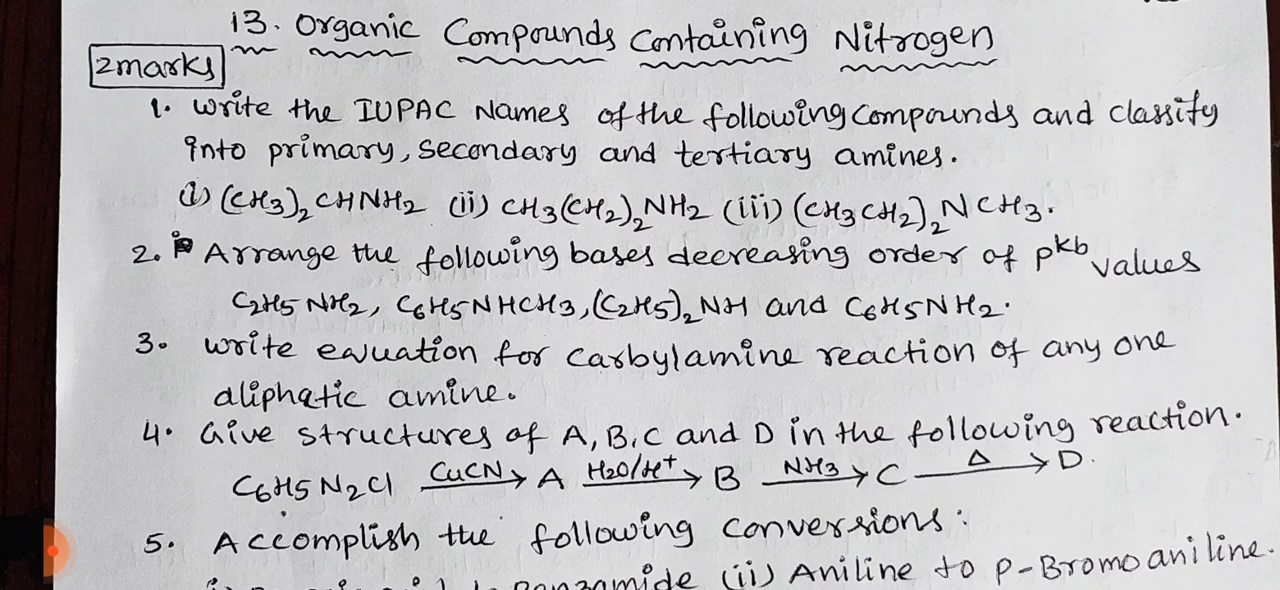 13. Organic Compounds Containing Nitrogen
2marks
1. Write the IUPAC Names of the following compounds and classify
into primary, secondary and tertiary amines.
(i) (CH3)2 CHNH2 (ii) CH3(CH2)2NH2 (iii) (CH3CH2)2NCH3.
2. Arrange the following bases decreasing order of pkb values
C2H5NH2, C6H5NHCH3, (C2H5)2NH and C6H5NH2.
3. Write eauation for carbylamine reaction of any one
aliphatic amine.
4. Give structures of A, B, C and D in the following reaction.
C6H5N2Cl CuCN→ A H2O/H+→ B NH3→ C Δ→ D.
5. Accomplish the following conversions:
benzamide (ii) Aniline to p-Bromoaniline.